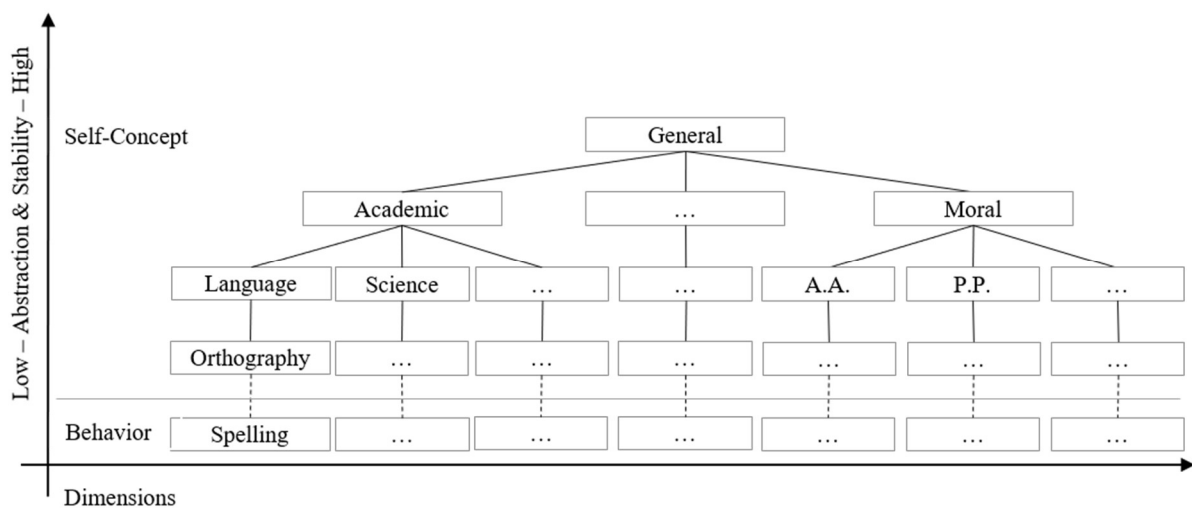 Low – Abstraction & Stability – High
Self-Concept
General
Academic
…
Moral
Language
Science
…
…
A.A.
P.P.
…
Orthography
…
…
…
…
…
…
Behavior
Spelling
…
…
…
…
…
…
Dimensions